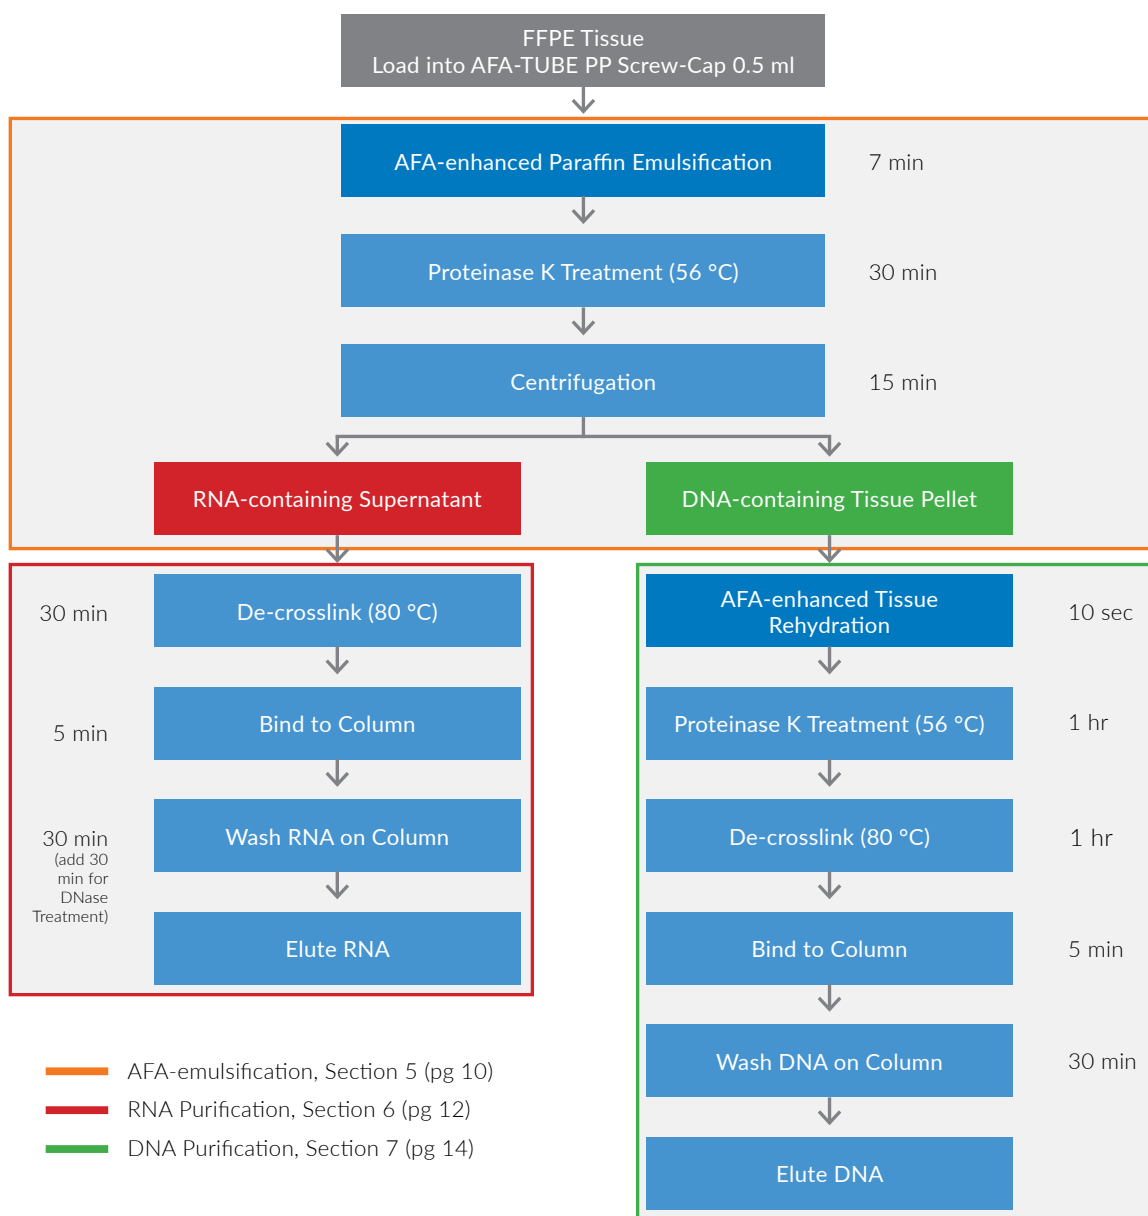 FFPE Tissue
Load into AFA-TUBE PP Screw-Cap 0.5 ml
AFA-enhanced Paraffin Emulsification
7 min
Proteinase K Treatment (56 °C)
30 min
Centrifugation
15 min
RNA-containing Supernatant
DNA-containing Tissue Pellet
30 min
De-crosslink (80 °C)
5 min
Bind to Column
30 min
(add 30
min for
DNase
Treatment)
Wash RNA on Column
Elute RNA
AFA-enhanced Tissue
Rehydration
10 sec
Proteinase K Treatment (56 °C)
1 hr
De-crosslink (80 °C)
1 hr
Bind to Column
5 min
Wash DNA on Column
30 min
Elute DNA
AFA-emulsification, Section 5 (pg 10)
RNA Purification, Section 6 (pg 12)
DNA Purification, Section 7 (pg 14)